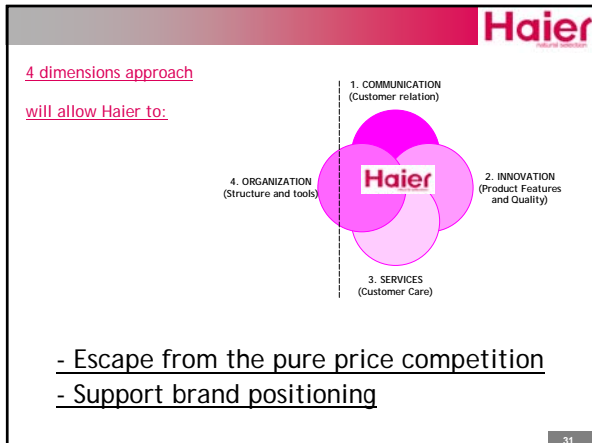 Haier
natural selection
4 dimensions approach
will allow Haier to:
1. COMMUNICATION
(Customer relation)
4. ORGANIZATION
(Structure and tools)
Haier
2. INNOVATION
(Product Features
and Quality)
3. SERVICES
(Customer Care)
- Escape from the pure price competition
- Support brand positioning
31